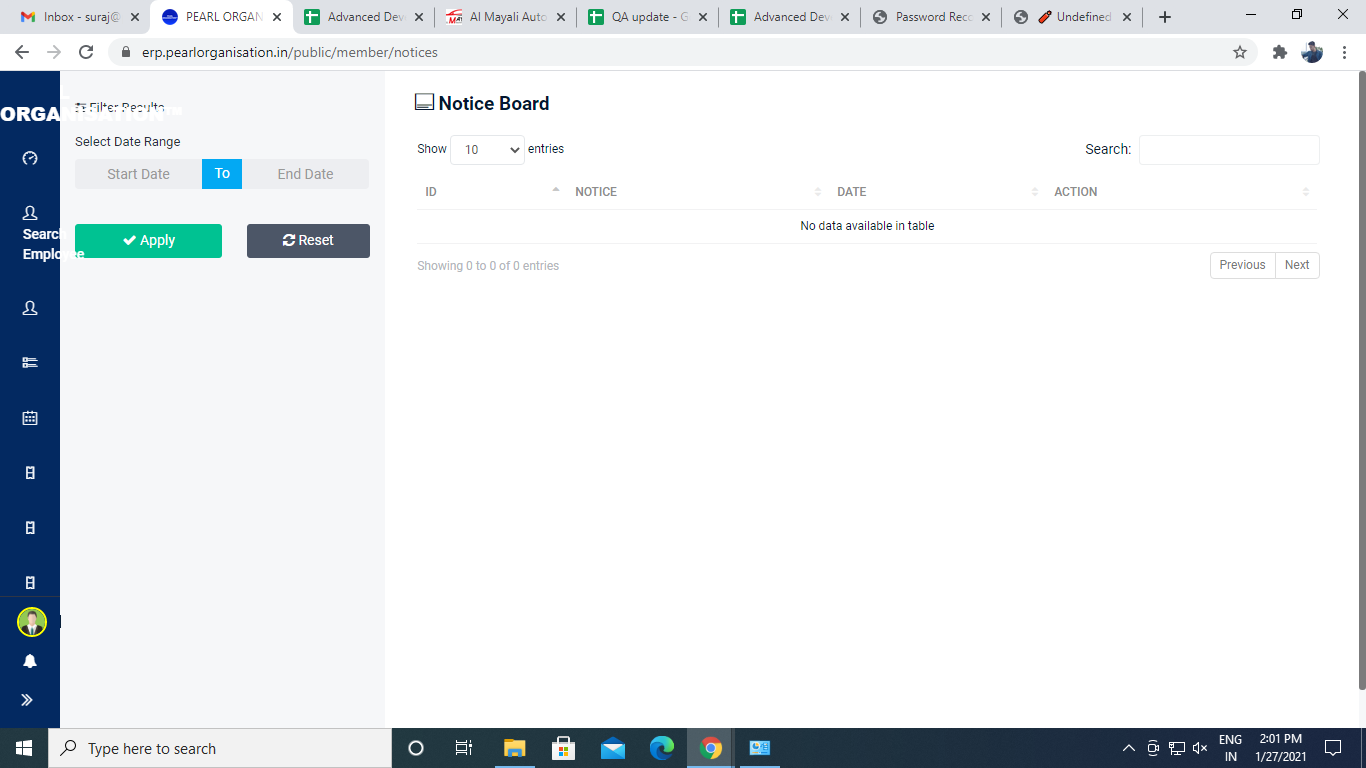 Inbox - suraj@
PEARL ORGAN
Advanced Dev
Al Mayali Auto
QA update - G
Advanced Dev
Password Reco
Undefined
erp.pearlorganisation.in/public/member/notices
Filter Results
ORGANISATION™
Select Date Range
Start Date To End Date
Apply Reset
Search
Employee
Notice Board
Show 10 entries
Search:
ID NOTICE DATE ACTION
No data available in table
Showing 0 to 0 of 0 entries
Previous Next
Type here to search
ENG
IN
2:01 PM
1/27/2021